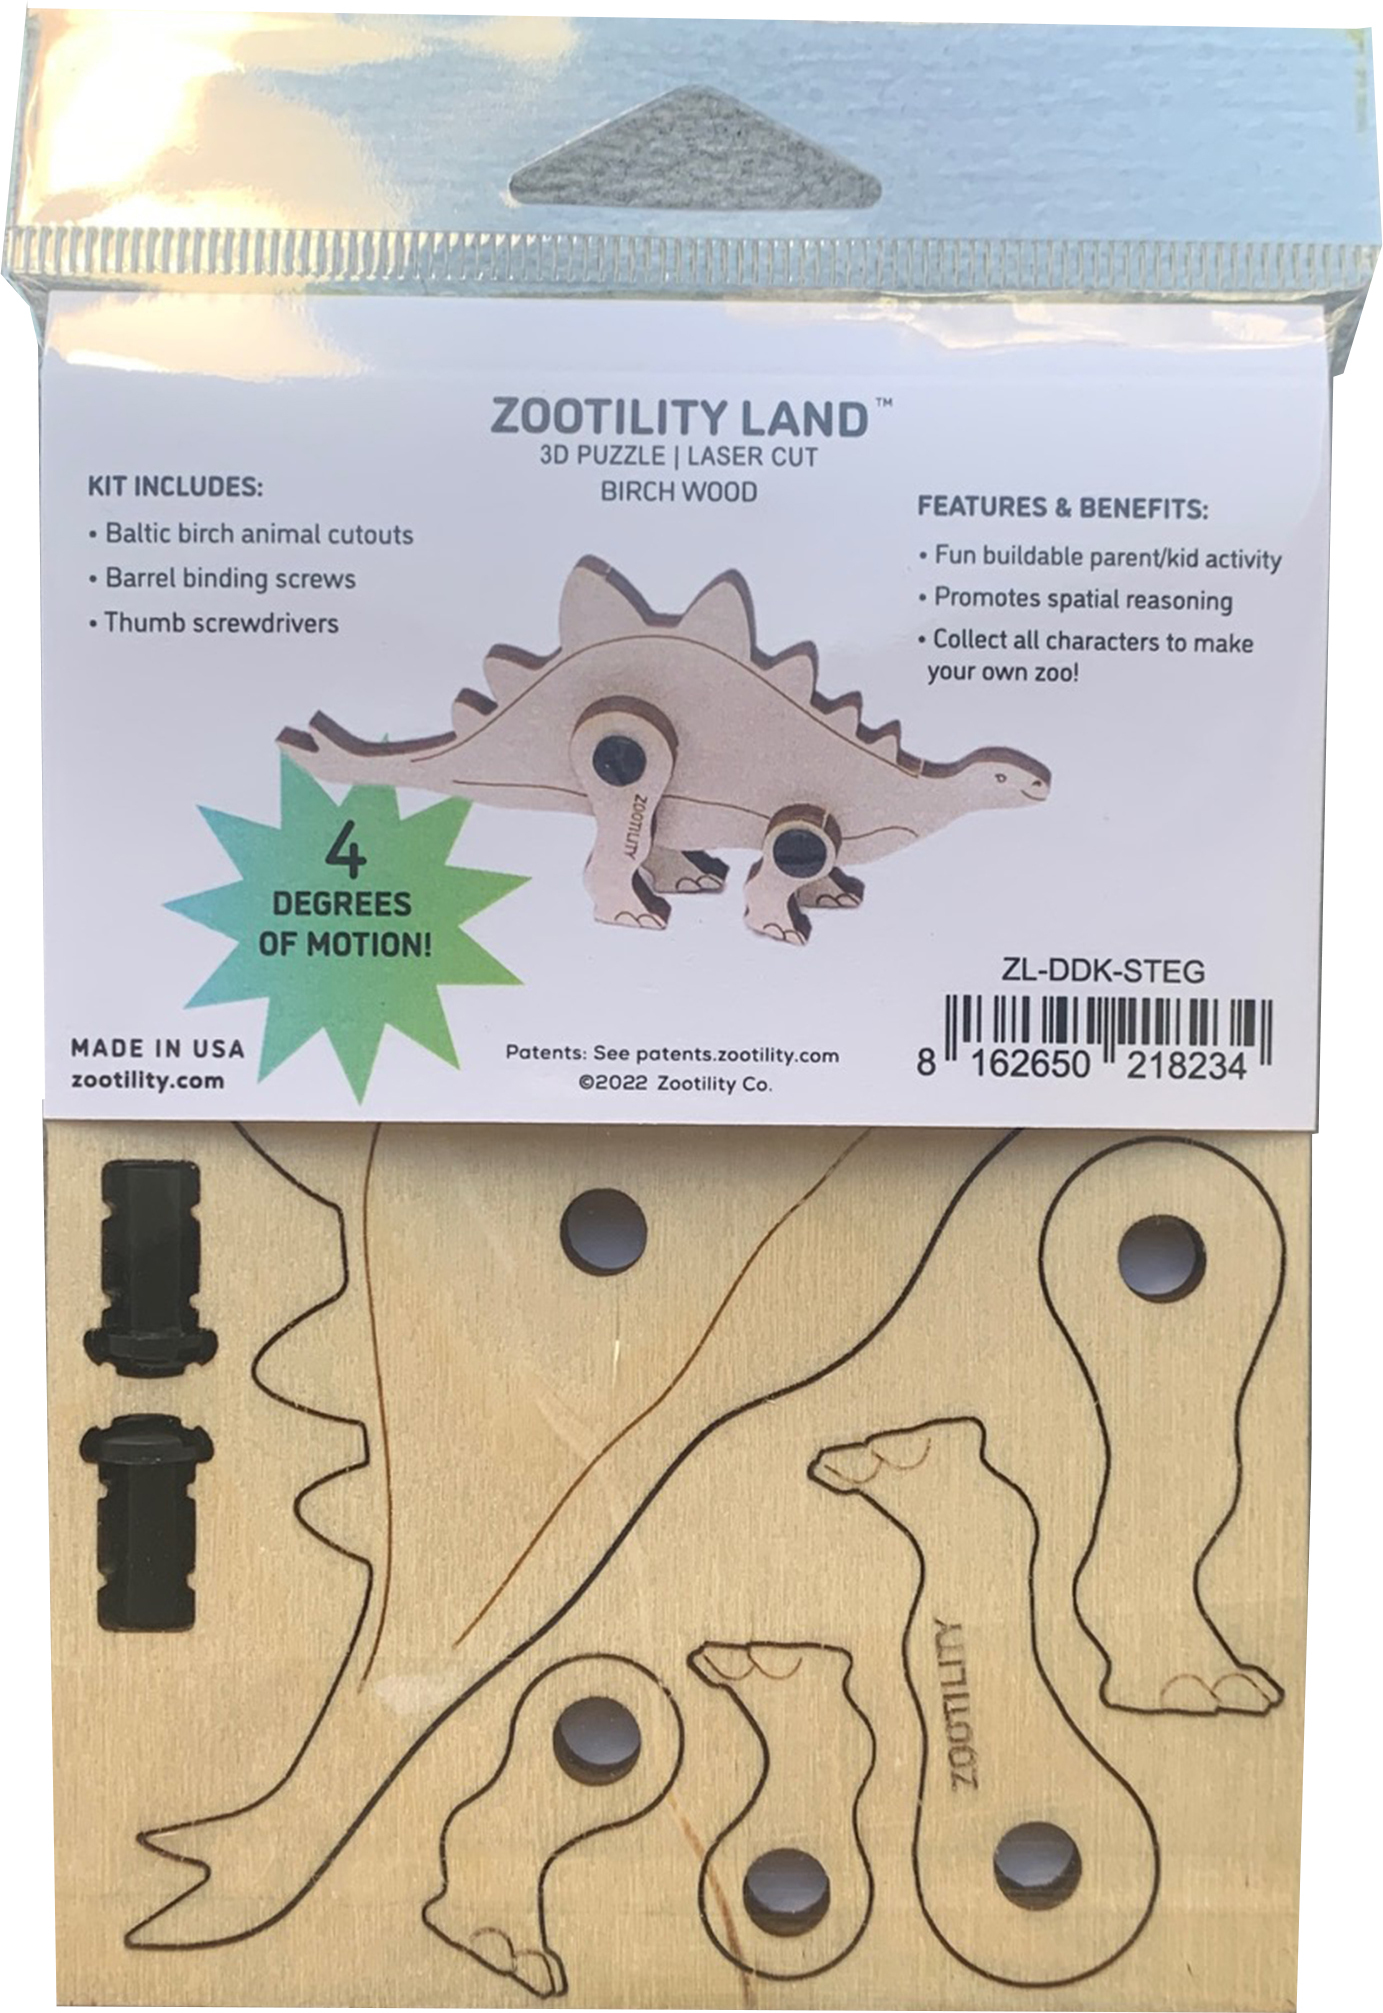 ZOOTILITY LAND™
3D PUZZLE | LASER CUT
BIRCH WOOD
KIT INCLUDES:
• Baltic birch animal cutouts
• Barrel binding screws
• Thumb screwdrivers
FEATURES & BENEFITS:
• Fun buildable parent/kid activity
• Promotes spatial reasoning
• Collect all characters to make
your own zoo!
ZOOTILITY
4
DEGREES
OF MOTION!
MADE IN USA
zootility.com
Patents: See patents.zootility.com
©2022 Zootility Co.
ZL-DDK-STEG
8 162650 218234
ZOOTILITY